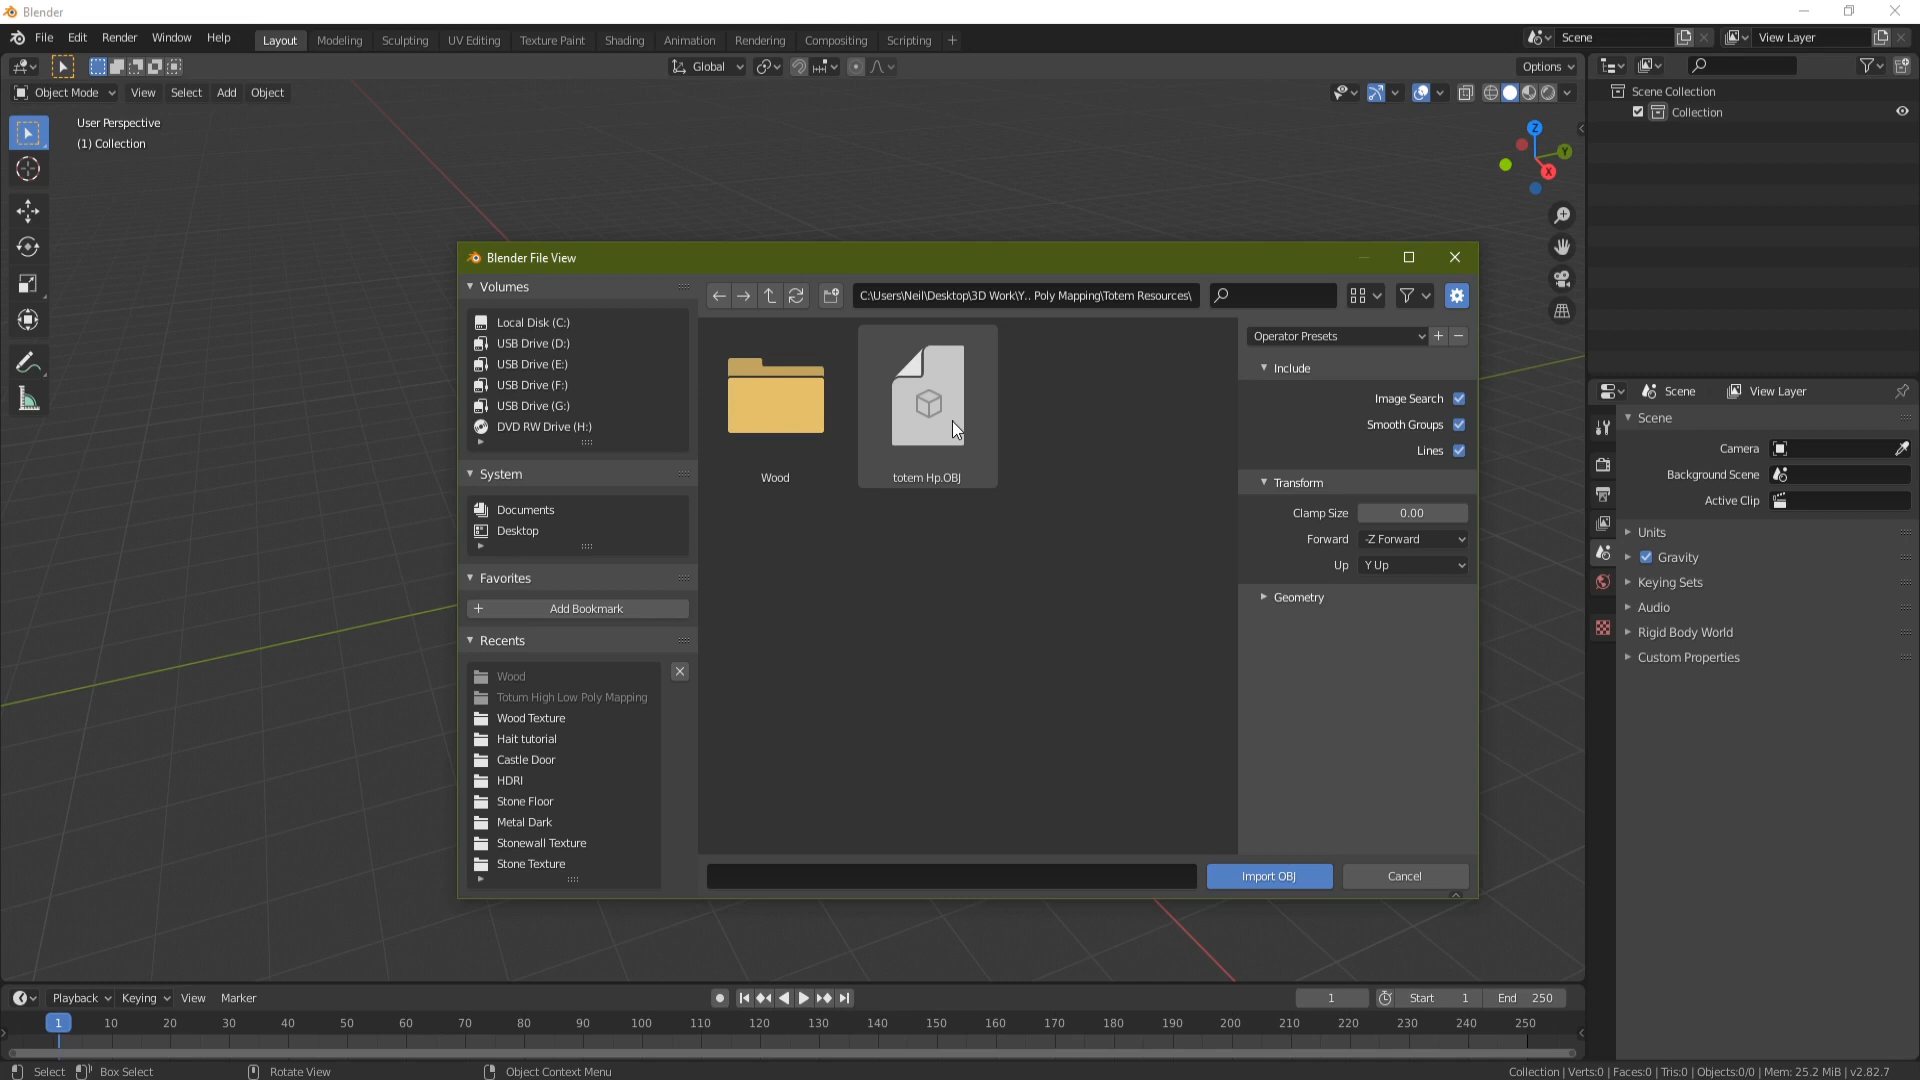 Blender
File Edit Render Window Help Layout Modeling Sculpting UV Editing Texture Paint Shading Animation Rendering Compositing Scripting + Scene View Layer
Global Options
Object Mode View Select Add Object
User Perspective
(1) Collection
Z
Y
X
Scene Collection
Collection
Blender File View
Volumes
Local Disk (C:)
USB Drive (D:)
USB Drive (E:)
USB Drive (F:)
USB Drive (G:)
DVD RW Drive (H:)
System
Documents
Desktop
Favorites
+ Add Bookmark
Recents
Wood
Totum High Low Poly Mapping
Wood Texture
Hait tutorial
Castle Door
HDRI
Stone Floor
Metal Dark
Stonewall Texture
Stone Texture
C:\Users\Neil\Desktop\3D Work\Y.. Poly Mapping\Totem Resources\
Wood
totem Hp.OBJ
Operator Presets
Include
Image Search
Smooth Groups
Lines
Transform
Clamp Size 0.00
Forward -Z Forward
Up Y Up
Geometry
Import OBJ Cancel
Scene View Layer
Scene
Camera
Background Scene
Active Clip
Units
Gravity
Keying Sets
Audio
Rigid Body World
Custom Properties
Playback Keying View Marker 1 Start 1 End 250
1 10 20 30 40 50 60 70 80 90 100 110 120 130 140 150 160 170 180 190 200 210 220 230 240 250
Select Box Select Rotate View Object Context Menu Collection | Verts:0 | Faces:0 | Tris:0 | Objects:0/0 | Mem: 25.2 MiB | v2.82.7